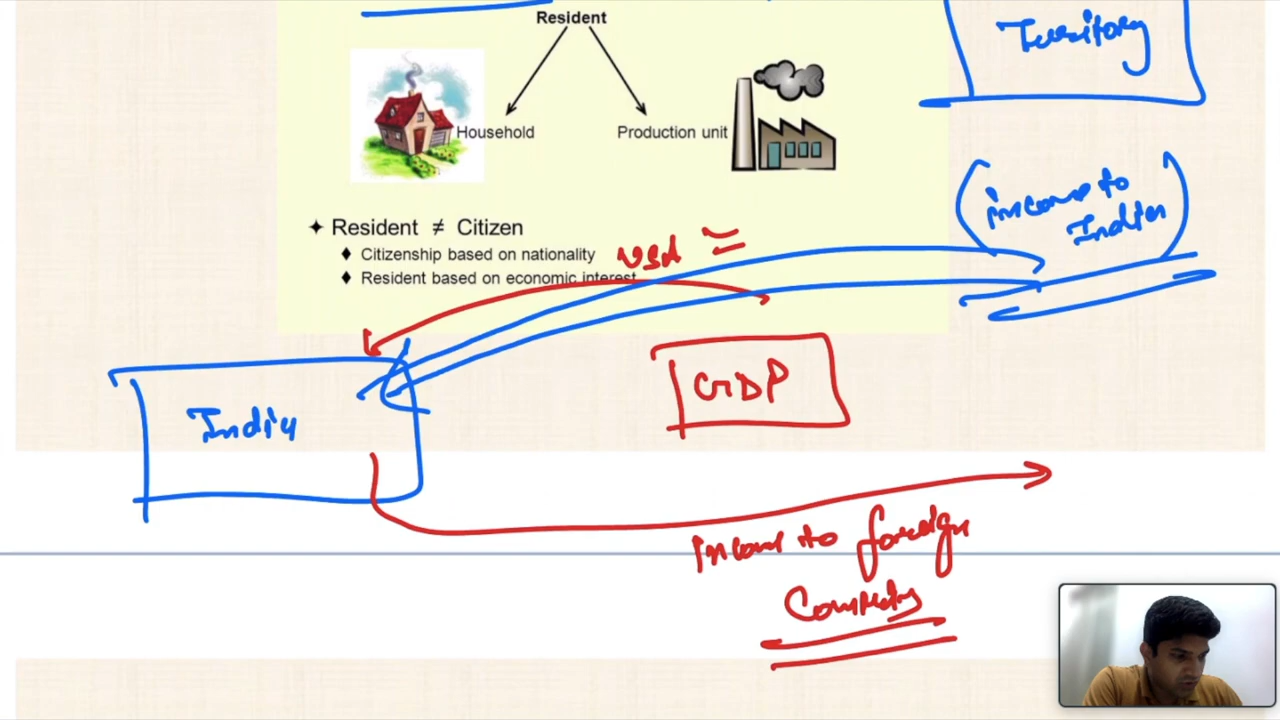 Resident
Territory
Household
Production unit
income to
Indian
✦ Resident ≠ Citizen
♦ Citizenship based on nationality
usd =
♦ Resident based on economic interest
India
GDP
income to foreign